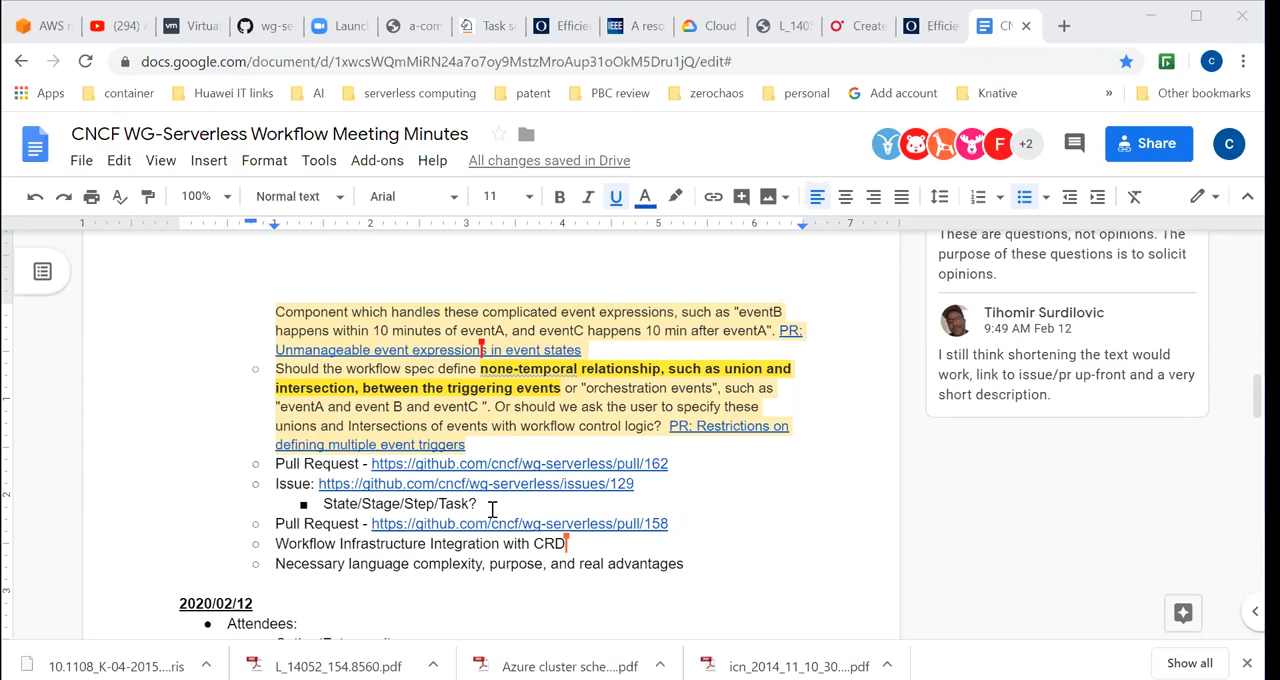 AWS r
(294)
Virtua
wg-se
Launc
a-com
Task s
Efficie
A reso
Cloud
L_1405
Create
Efficie
CN
docs.google.com/document/d/1xwcsWQmMiRN24a7o7oy9MstzMroAup31oOkM5Dru1jQ/edit#
Apps
container
Huawei IT links
AI
serverless computing
patent
PBC review
zerochaos
personal
Add account
Knative
»
Other bookmarks
CNCF WG-Serverless Workflow Meeting Minutes
+2
Share
C
File Edit View Insert Format Tools Add-ons Help All changes saved in Drive
100% Normal text Arial 11 B I U A
1 1 2 3 4 5 6 7
Component which handles these complicated event expressions, such as "eventB
happens within 10 minutes of eventA, and eventC happens 10 min after eventA". PR:
Unmanageable event expressions in event states
○ Should the workflow spec define none-temporal relationship, such as union and
intersection, between the triggering events or "orchestration events", such as
"eventA and event B and eventC ". Or should we ask the user to specify these
unions and Intersections of events with workflow control logic? PR: Restrictions on
defining multiple event triggers
○ Pull Request - https://github.com/cncf/wg-serverless/pull/162
○ Issue: https://github.com/cncf/wg-serverless/issues/129
■ State/Stage/Step/Task?
○ Pull Request - https://github.com/cncf/wg-serverless/pull/158
○ Workflow Infrastructure Integration with CRD
○ Necessary language complexity, purpose, and real advantages
2020/02/12
● Attendees:
These are questions, not opinions. The
purpose of these questions is to solicit
opinions.
Tihomir Surdilovic
9:49 AM Feb 12
I still think shortening the text would
work, link to issue/pr up-front and a very
short description.
10.1108_K-04-2015....ris
L_14052_154.8560.pdf
Azure cluster sche....pdf
icn_2014_11_10_30....pdf
Show all